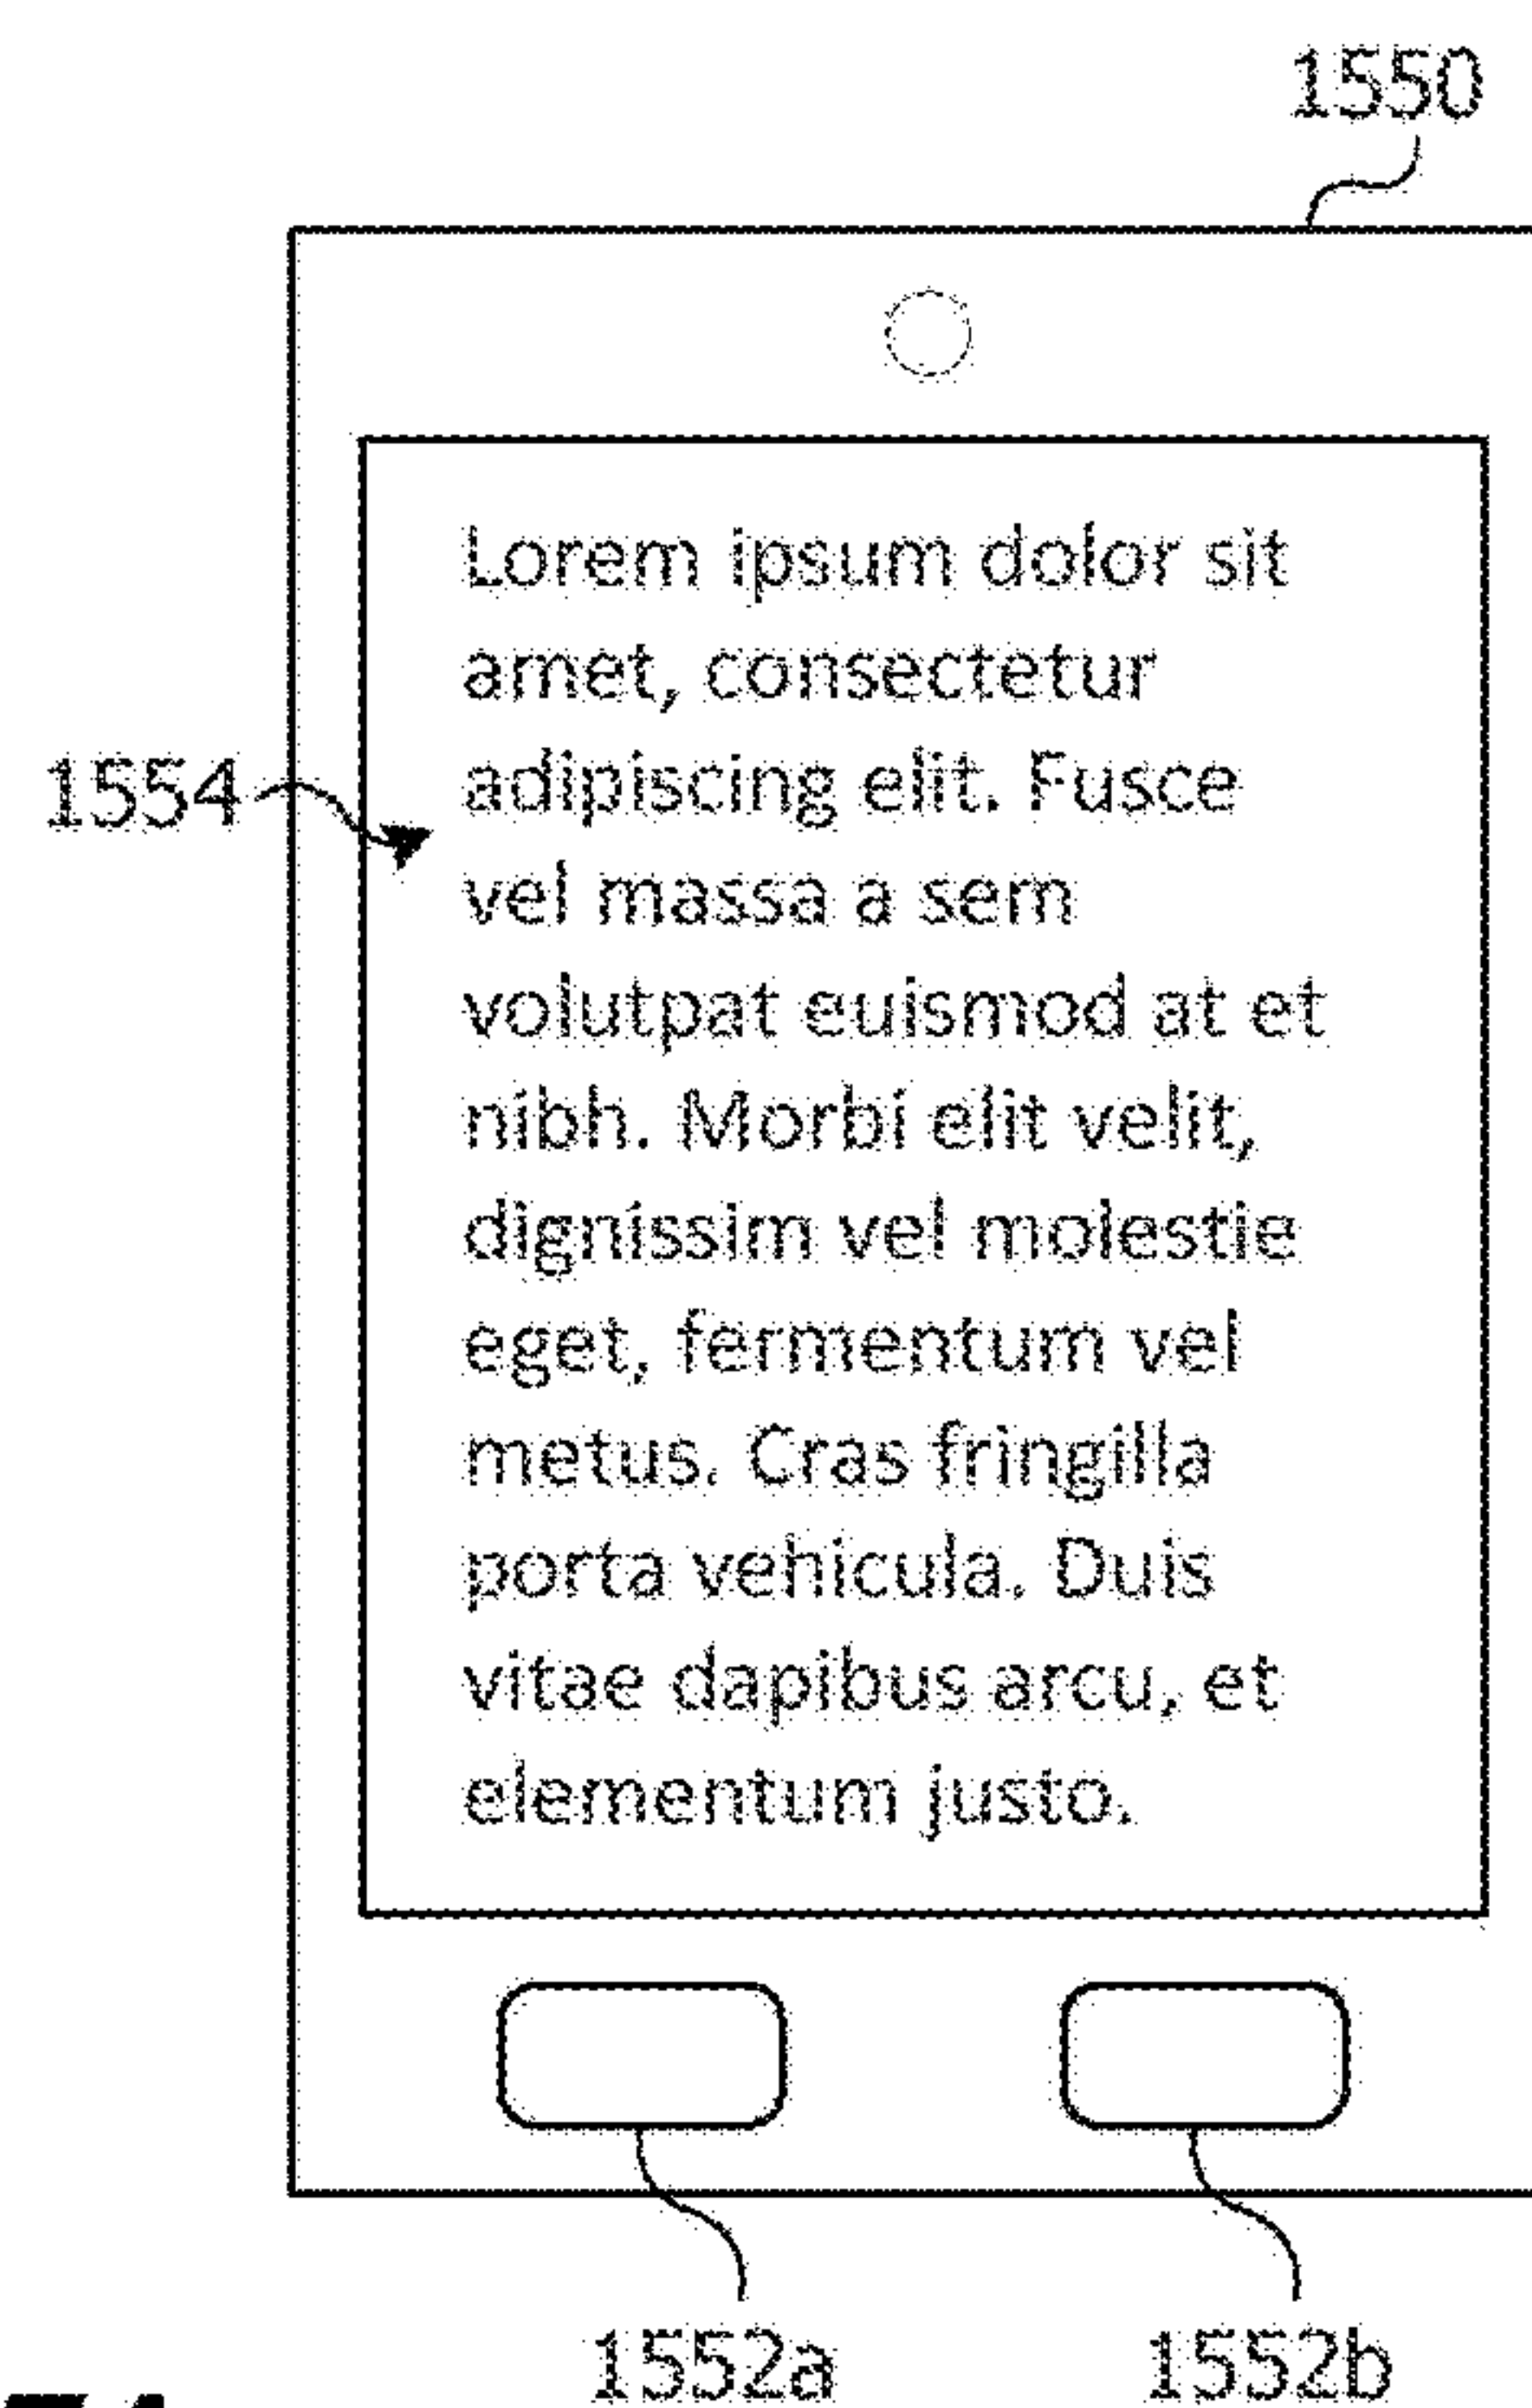 1550
Lorem ipsum dolor sit
amet, consectetur
1554
adipiscing elit. Fusce
vel massa a sem
volutpat euismod at et
nibh. Morbi elit velit,
dignissim vel molestie
eget, fermentum vel
metus. Cras fringilla
porta vehicula. Duis
vitae dapibus arcu, et
elementum justo.
1552a 1552b